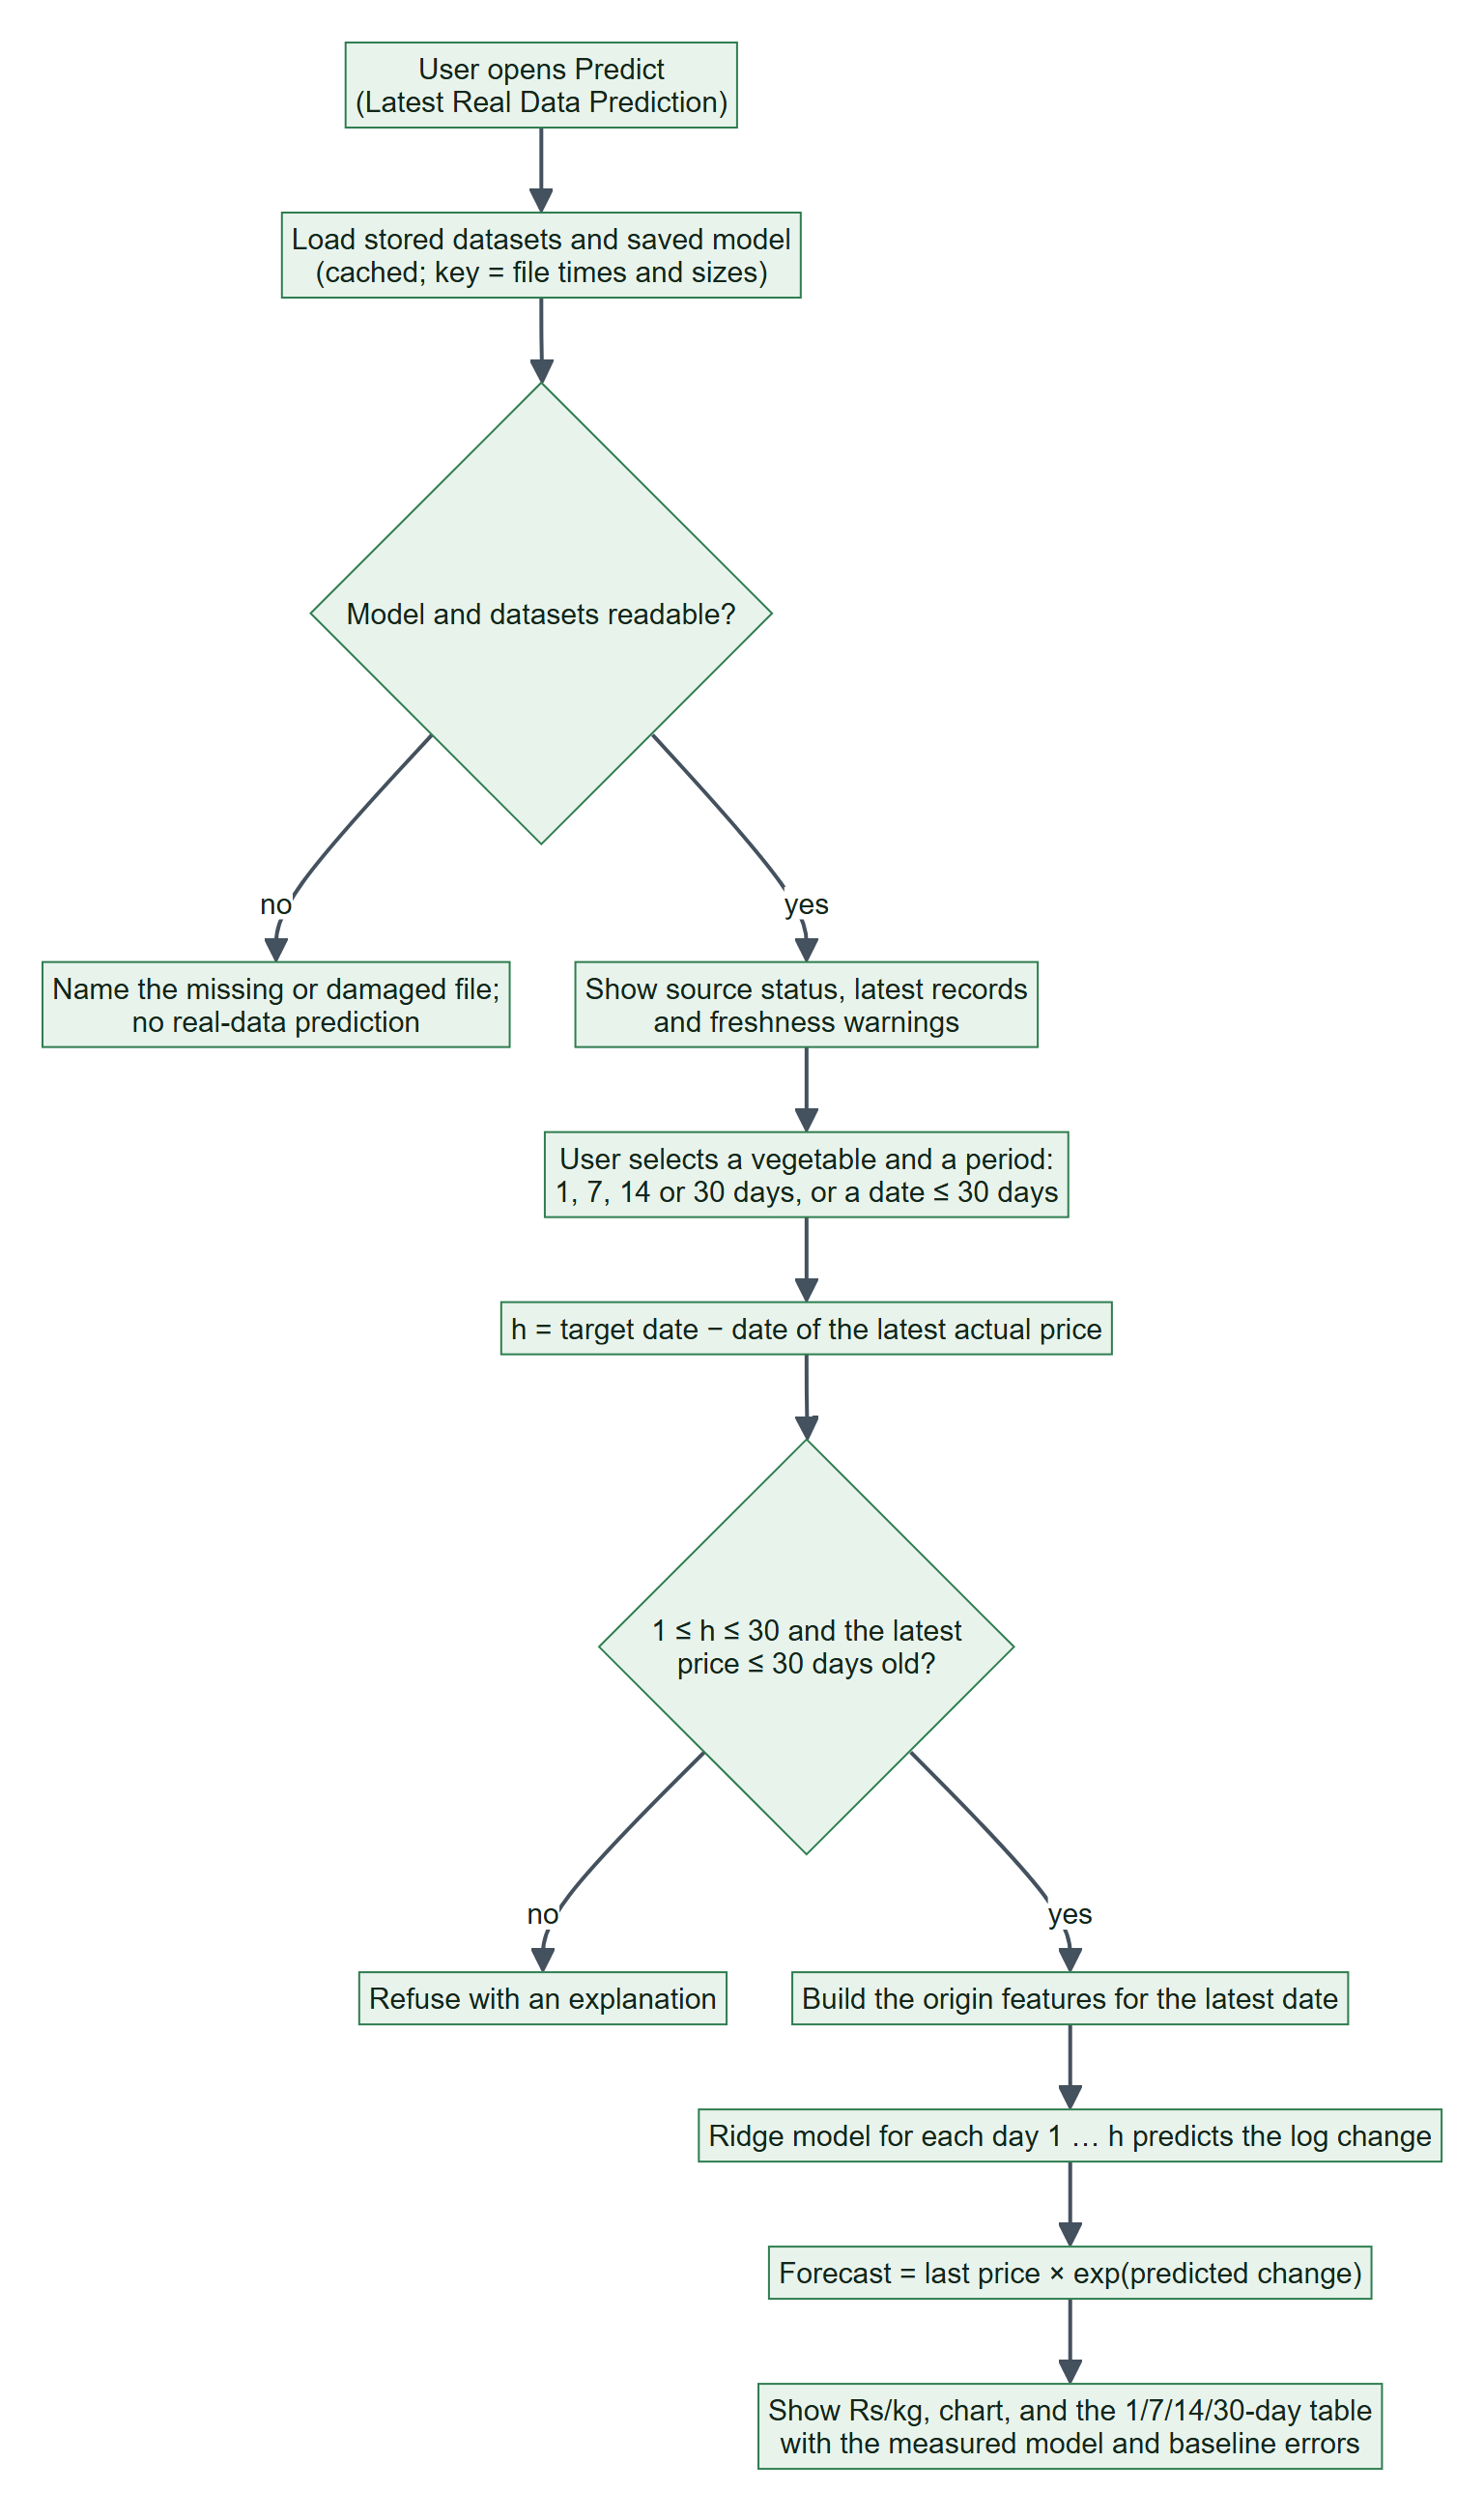 User opens Predict
(Latest Real Data Prediction)
Load stored datasets and saved model
(cached; key = file times and sizes)
Model and datasets readable?
no
yes
Name the missing or damaged file;
no real-data prediction
Show source status, latest records
and freshness warnings
User selects a vegetable and a period:
1, 7, 14 or 30 days, or a date ≤ 30 days
h = target date − date of the latest actual price
1 ≤ h ≤ 30 and the latest
price ≤ 30 days old?
no
yes
Refuse with an explanation
Build the origin features for the latest date
Ridge model for each day 1 … h predicts the log change
Forecast = last price × exp(predicted change)
Show Rs/kg, chart, and the 1/7/14/30-day table
with the measured model and baseline errors